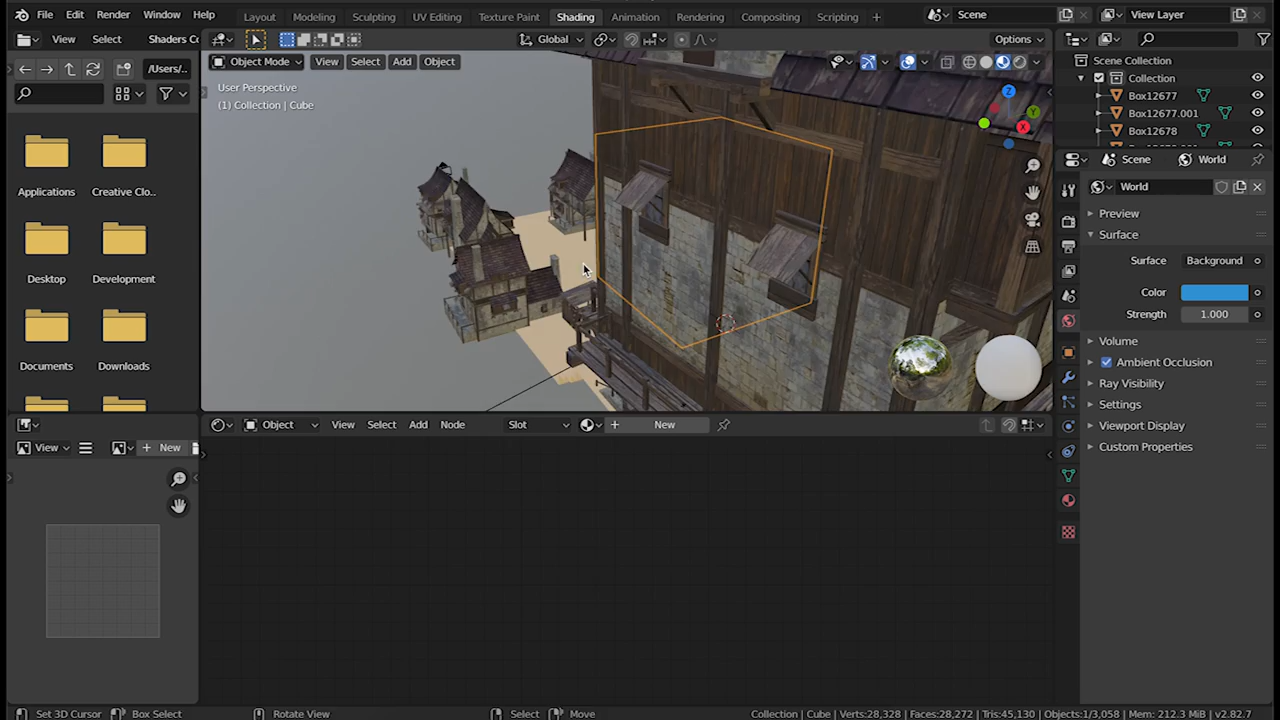 File Edit Render Window Help Layout Modeling Sculpting UV Editing Texture Paint Shading Animation Rendering Compositing Scripting + Scene View Layer
View Select Shaders Co Global Options
/Users/.. Object Mode View Select Add Object
User Perspective
(1) Collection | Cube
Scene Collection
Collection
Box12677
Box12677.001
Box12678
Scene World
World
Preview
Surface
Surface Background
Color
Strength 1.000
Volume
Ambient Occlusion
Ray Visibility
Settings
Viewport Display
Custom Properties
Applications Creative Clo...
Desktop Development
Documents Downloads
Z
Y
X
Object View Select Add Node Slot + New
View + New
Set 3D Cursor Box Select Rotate View Select Move Collection | Cube | Verts:28,328 | Faces:28,272 | Tris:45,130 | Objects:1/3,058 | Mem: 212.3 MiB | v2.82.7